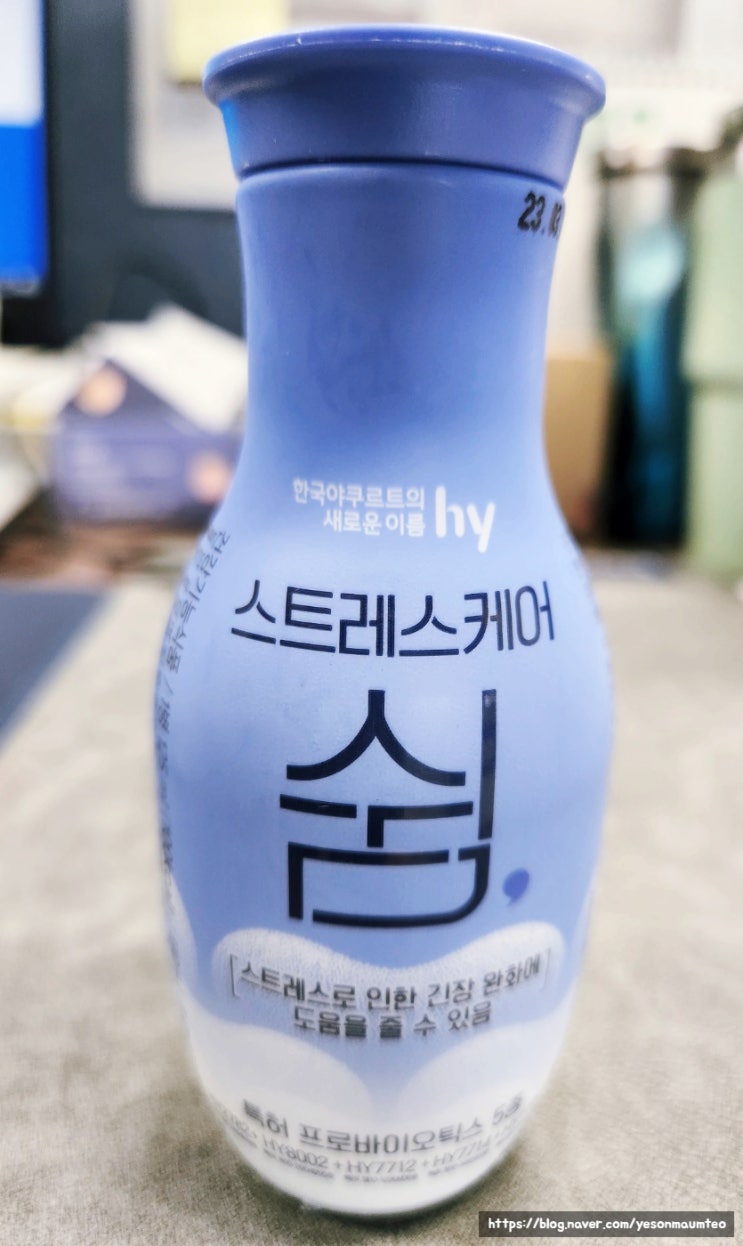 23.
한국야쿠르트의
새로운 이름 hy
스트레스케어
쉼,
[스트레스로 인한 긴장 완화에
도움을 줄 수 있음]
특허 프로바이오틱스 5종
HY8002 + HY7712 + HY7714
https://blog.naver.com/yesonmaumteo